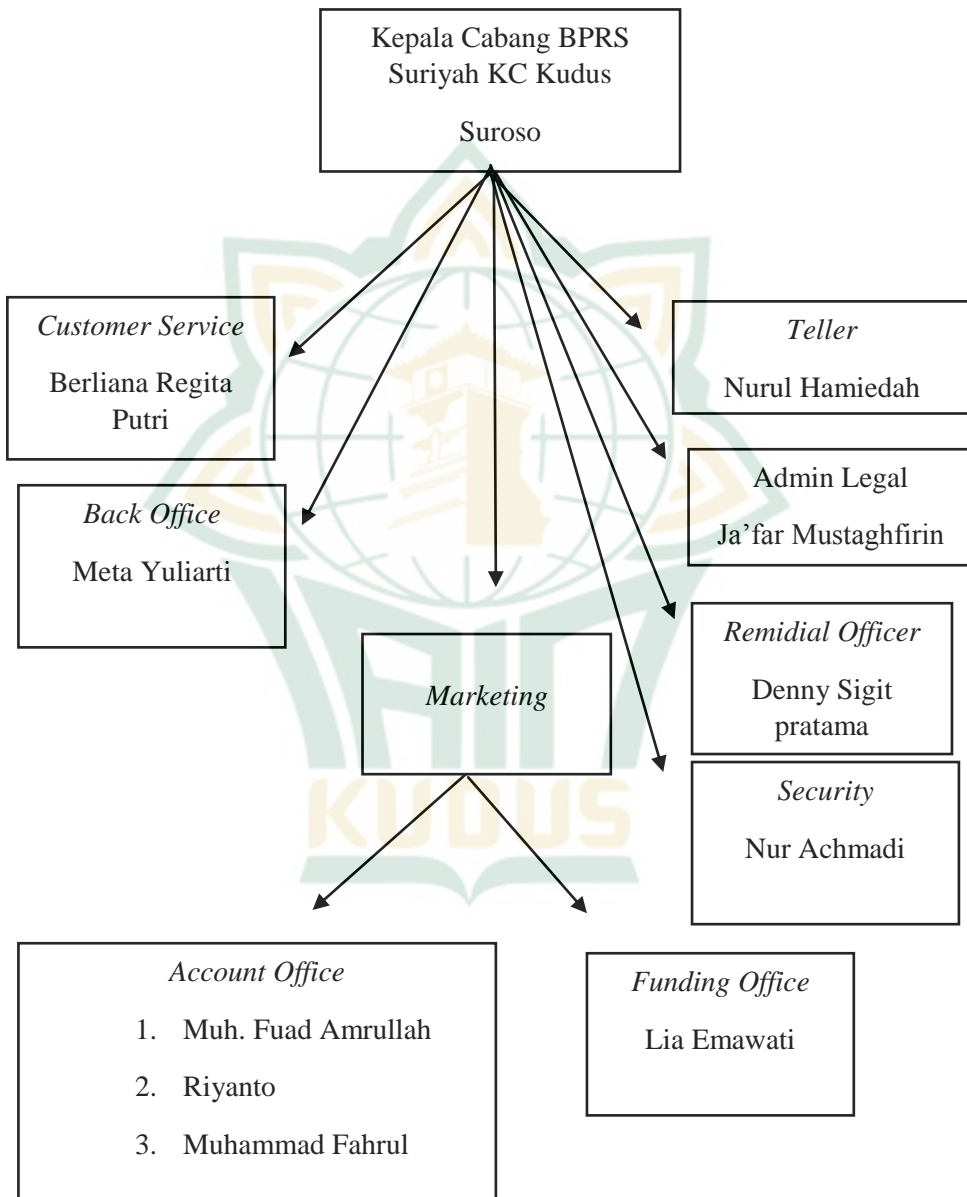 Kepala Cabang BPRS
Suriyah KC Kudus
Suroso
Customer Service
Berliana Regita
Putri
Teller
Nurul Hamiedah
Back Office
Meta Yuliarti
Admin Legal
Ja’far Mustaghfirin
Marketing
Remidial Officer
Denny Sigit
pratama
Security
Nur Achmadi
KUDUS
Account Office
1. Muh. Fuad Amrullah
2. Riyanto
3. Muhammad Fahrul
Funding Office
Lia Emawati